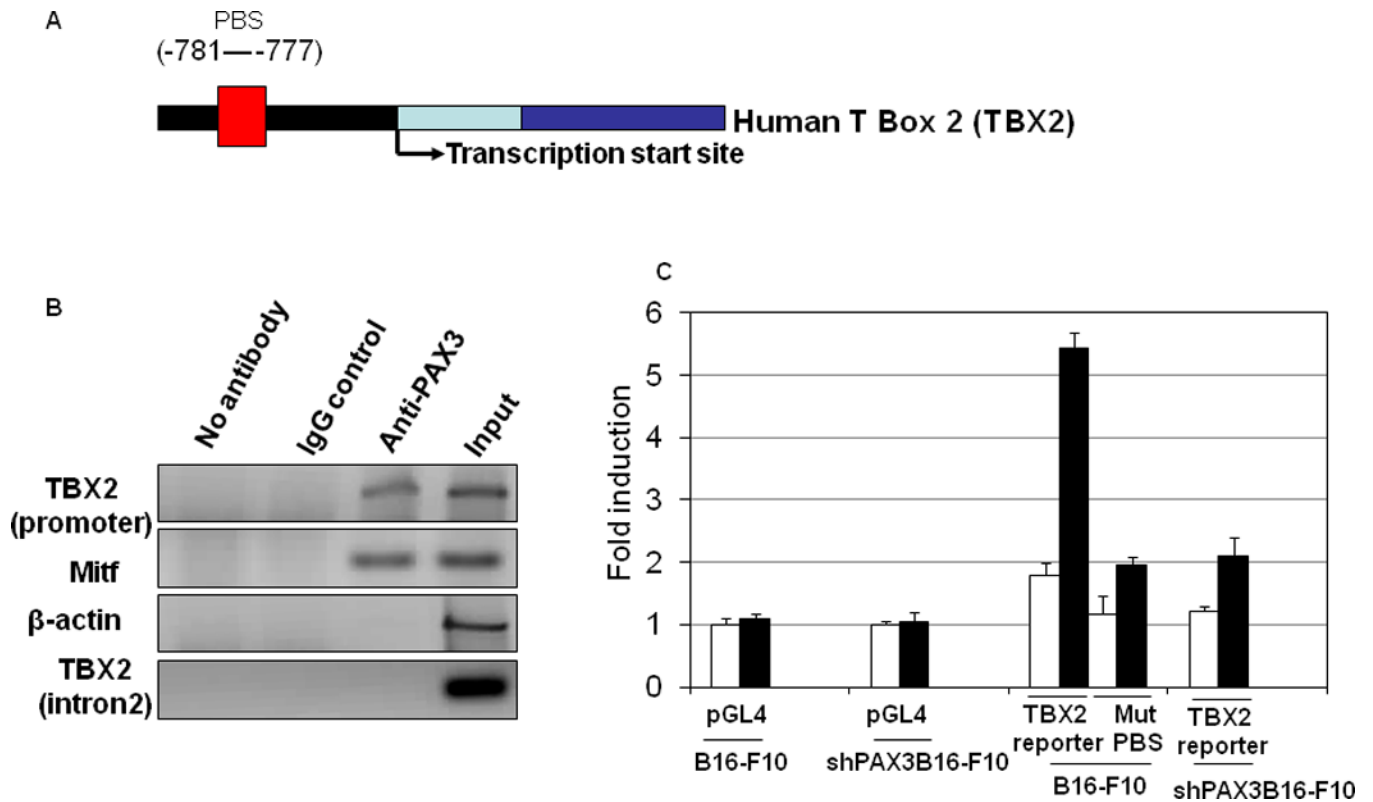 A
PBS
(-781—-777)
Human T Box 2 (TBX2)
Transcription start site
B
No antibody
IgG control
Anti-PAX3
Input
TBX2
(promoter)
Mitf
β-actin
TBX2
(intron2)
C
Fold induction
6
5
4
3
2
1
0
pGL4
B16-F10
pGL4
shPAX3B16-F10
TBX2
reporter
Mut
PBS
B16-F10
TBX2
reporter
shPAX3B16-F10